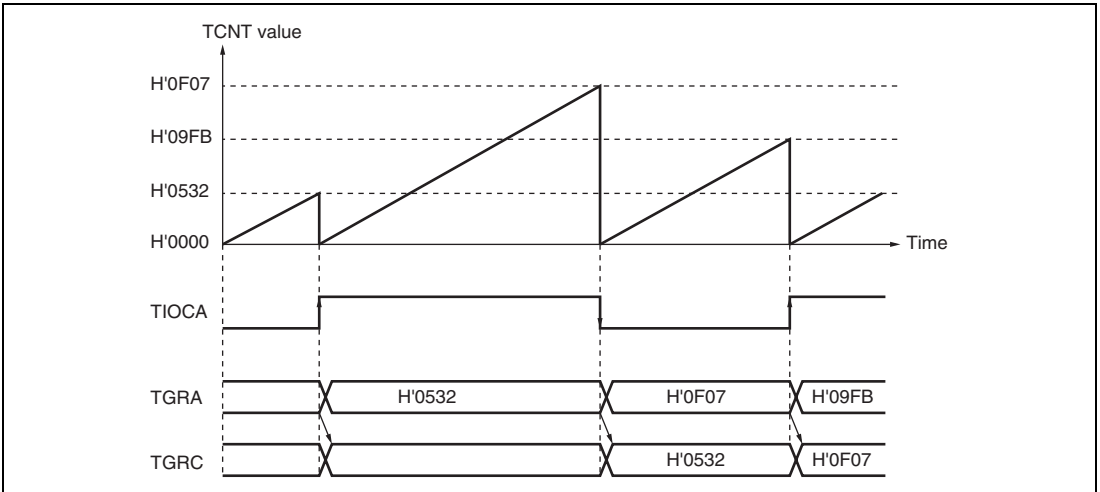 TCNT value
H'0F07
H'09FB
H'0532
H'0000
Time
TIOCA
TGRA
H'0532
H'0F07
H'09FB
TGRC
H'0532
H'0F07